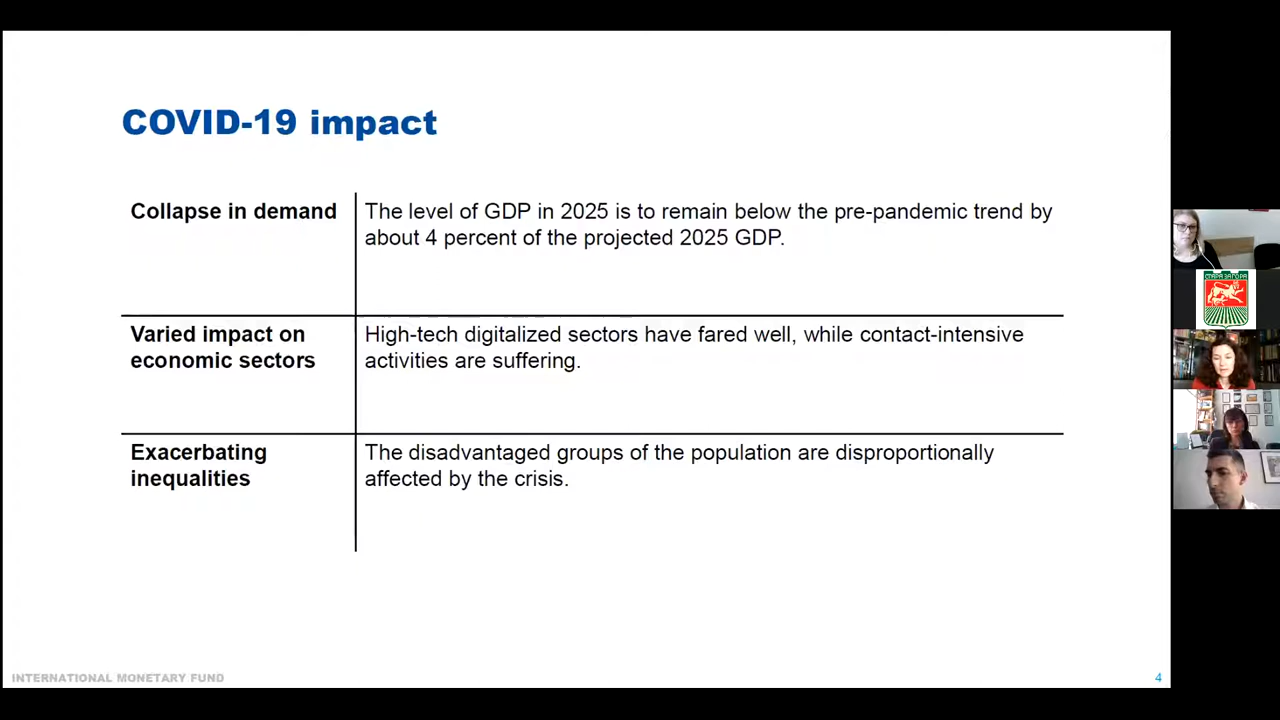 COVID-19 impact
Collapse in demand
The level of GDP in 2025 is to remain below the pre-pandemic trend by
about 4 percent of the projected 2025 GDP.
Varied impact on
economic sectors
High-tech digitalized sectors have fared well, while contact-intensive
activities are suffering.
Exacerbating
inequalities
The disadvantaged groups of the population are disproportionally
affected by the crisis.
INTERNATIONAL MONETARY FUND
4
СТАРА ЗАГОРА